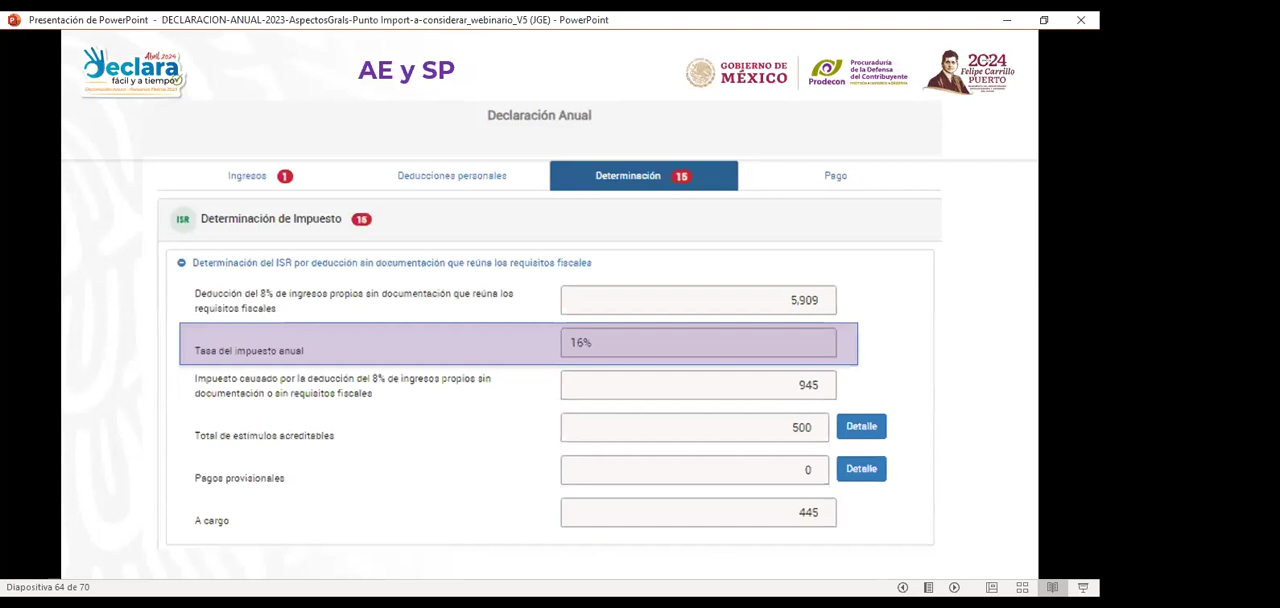 Presentación de PowerPoint - DECLARACION-ANUAL-2023-AspectosGrals-Punto Import-a-considerar_webinario_V5 (JGE) - PowerPoint
Abril 2024
Declara
fácil y a tiempo
AE y SP
GOBIERNO DE
MÉXICO
Prodecon
Procuraduría
de la Defensa
del Contribuyente
2024
Felipe Carrillo
PUERTO
Declaración Anual
Ingresos 1
Deducciones personales
Determinación 15
Pago
ISR Determinación de Impuesto 15
Determinación del ISR por deducción sin documentación que reúna los requisitos fiscales
Deducción del 8% de ingresos propios sin documentación que reúna los
requisitos fiscales
5,909
Tasa del impuesto anual
16%
Impuesto causado por la deducción del 8% de ingresos propios sin
documentación o sin requisitos fiscales
945
Total de estímulos acreditables
500
Detalle
Pagos provisionales
0
Detalle
A cargo
445
Diapositiva 64 de 70